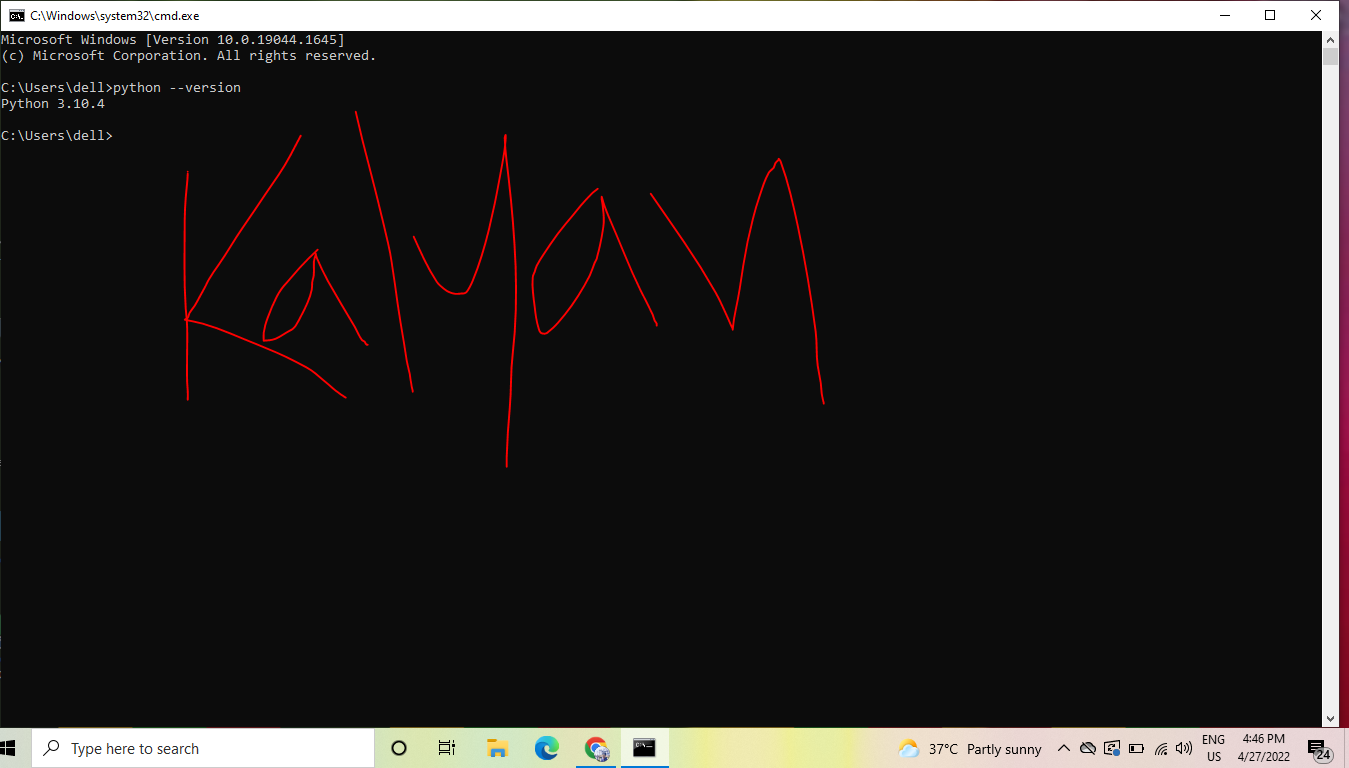 C:\Windows\system32\cmd.exe
Microsoft Windows [Version 10.0.19044.1645]
(c) Microsoft Corporation. All rights reserved.
C:\Users\dell>python --version
Python 3.10.4
C:\Users\dell>
Kalyan
Type here to search
37°C Partly sunny
ENG
US
4:46 PM
4/27/2022
24